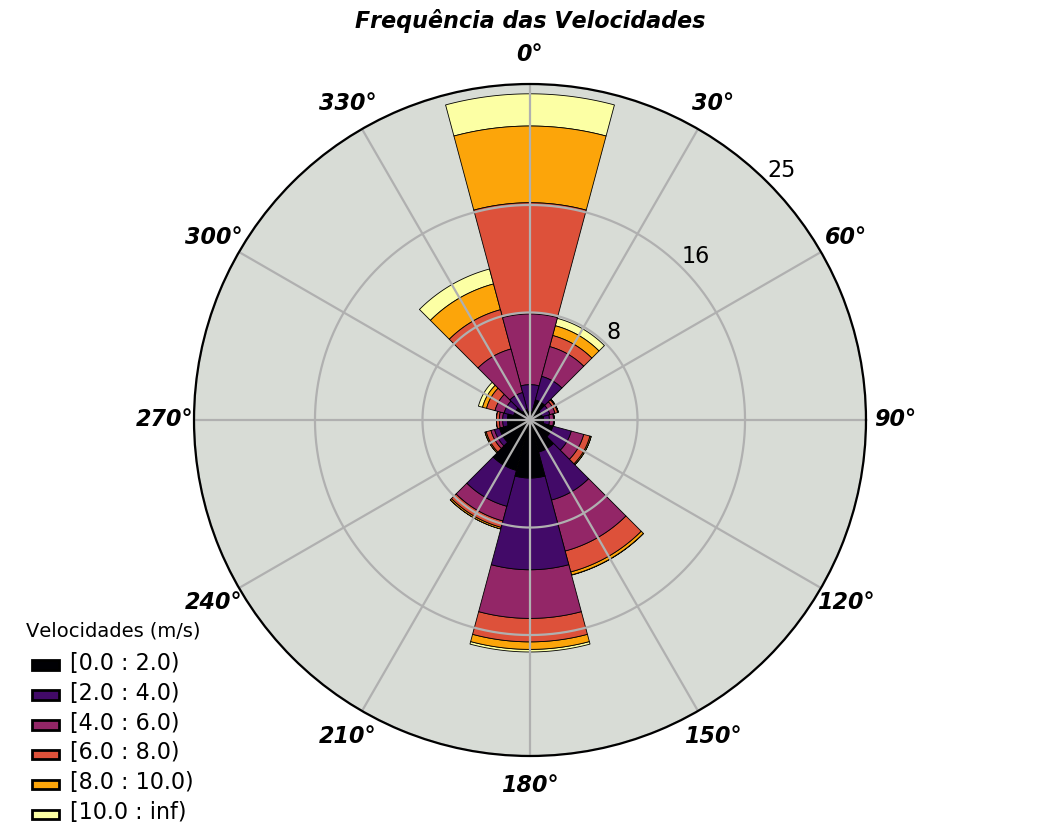 Frequência das Velocidades
0°
330°
30°
25
300°
60°
16
8
270°
90°
240°
120°
210°
150°
180°
Velocidades (m/s)
[0.0 : 2.0)
[2.0 : 4.0)
[4.0 : 6.0)
[6.0 : 8.0)
[8.0 : 10.0)
[10.0 : inf)